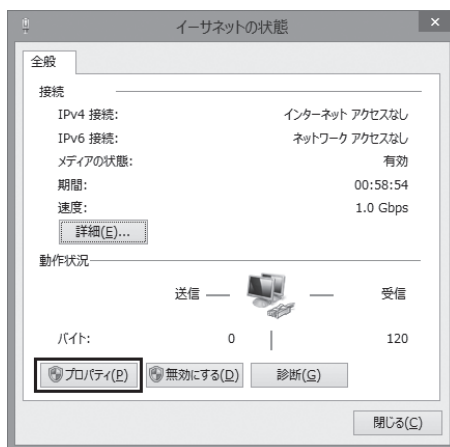 イーサネットの状態
全般
接続
IPv4 接続: インターネット アクセスなし
IPv6 接続: ネットワーク アクセスなし
メディアの状態: 有効
期間: 00:58:54
速度: 1.0 Gbps
詳細(E)...
動作状況
送信 受信
バイト: 0 120
プロパティ(P) 無効にする(D) 診断(G)
閉じる(C)